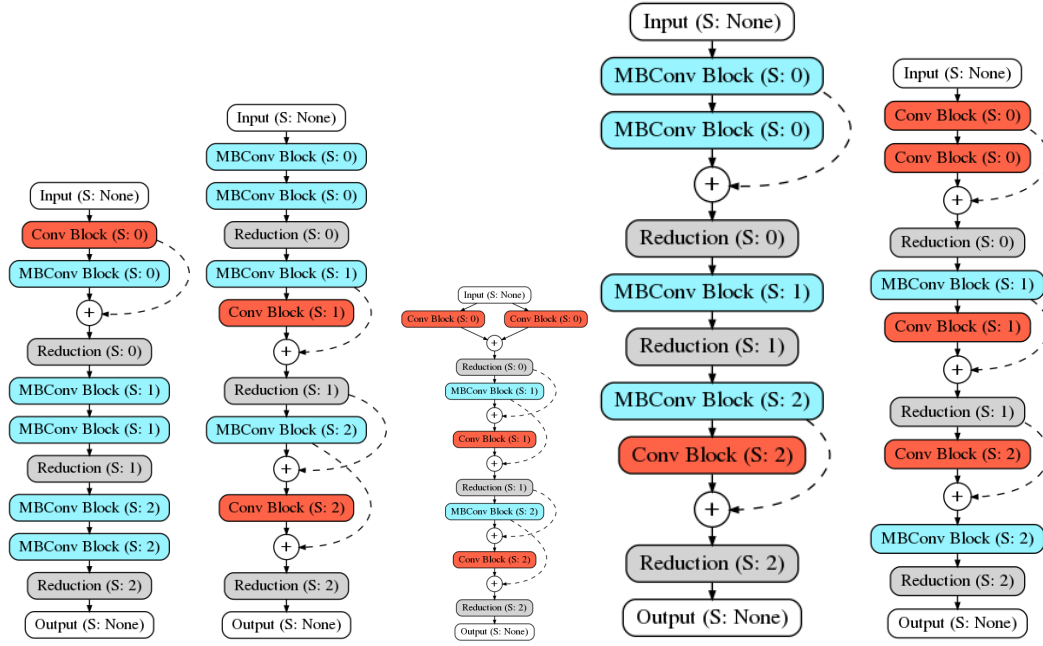 Input (S: None)
Conv Block (S: 0)
MBConv Block (S: 0)
+
Reduction (S: 0)
MBConv Block (S: 1)
MBConv Block (S: 1)
Reduction (S: 1)
MBConv Block (S: 2)
MBConv Block (S: 2)
Reduction (S: 2)
Output (S: None)
Input (S: None)
MBConv Block (S: 0)
MBConv Block (S: 0)
Reduction (S: 0)
MBConv Block (S: 1)
Conv Block (S: 1)
+
Reduction (S: 1)
MBConv Block (S: 2)
+
Conv Block (S: 2)
+
Reduction (S: 2)
Output (S: None)
Input (S: None)
Conv Block (S: 0) Conv Block (S: 0)
+
Reduction (S: 0)
MBConv Block (S: 1)
+
Conv Block (S: 1)
+
Reduction (S: 1)
MBConv Block (S: 2)
+
Conv Block (S: 2)
+
Reduction (S: 2)
Output (S: None)
Input (S: None)
MBConv Block (S: 0)
MBConv Block (S: 0)
+
Reduction (S: 0)
MBConv Block (S: 1)
Reduction (S: 1)
MBConv Block (S: 2)
Conv Block (S: 2)
+
Reduction (S: 2)
Output (S: None)
Input (S: None)
Conv Block (S: 0)
Conv Block (S: 0)
+
Reduction (S: 0)
MBConv Block (S: 1)
Conv Block (S: 1)
+
Reduction (S: 1)
Conv Block (S: 2)
+
MBConv Block (S: 2)
Reduction (S: 2)
Output (S: None)